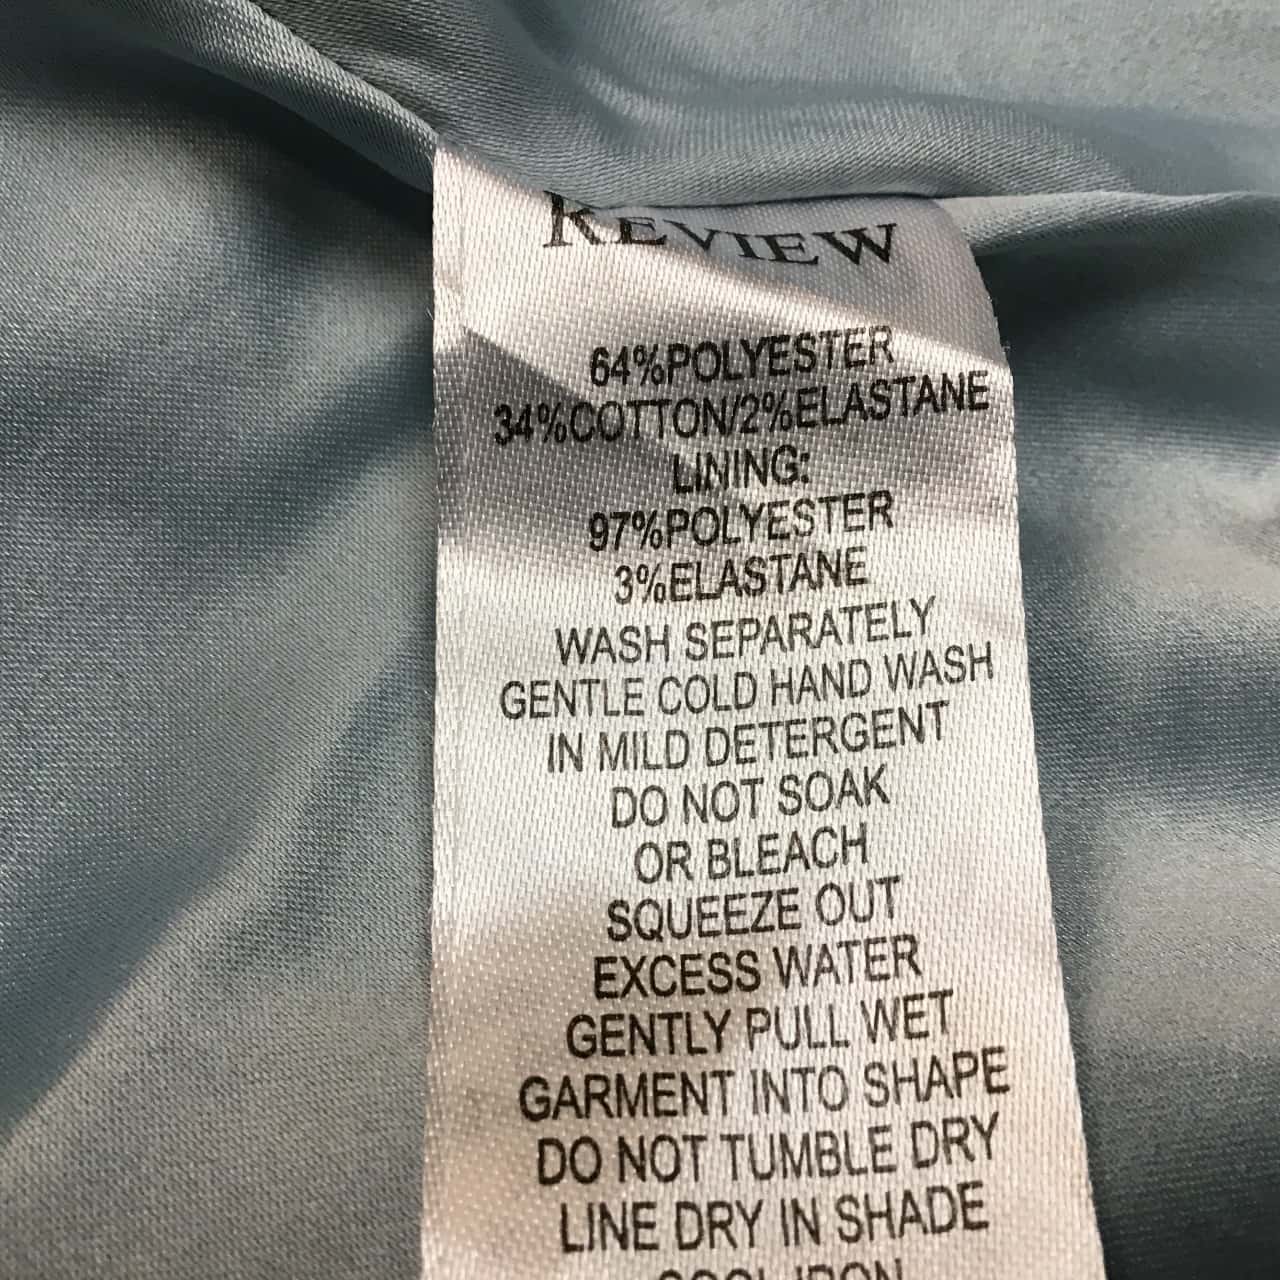 REVIEW
64%POLYESTER
34%COTTON/2%ELASTANE
LINING:
97%POLYESTER
3%ELASTANE
WASH SEPARATELY
GENTLE COLD HAND WASH
IN MILD DETERGENT
DO NOT SOAK
OR BLEACH
SQUEEZE OUT
EXCESS WATER
GENTLY PULL WET
GARMENT INTO SHAPE
DO NOT TUMBLE DRY
LINE DRY IN SHADE
COOL IRON